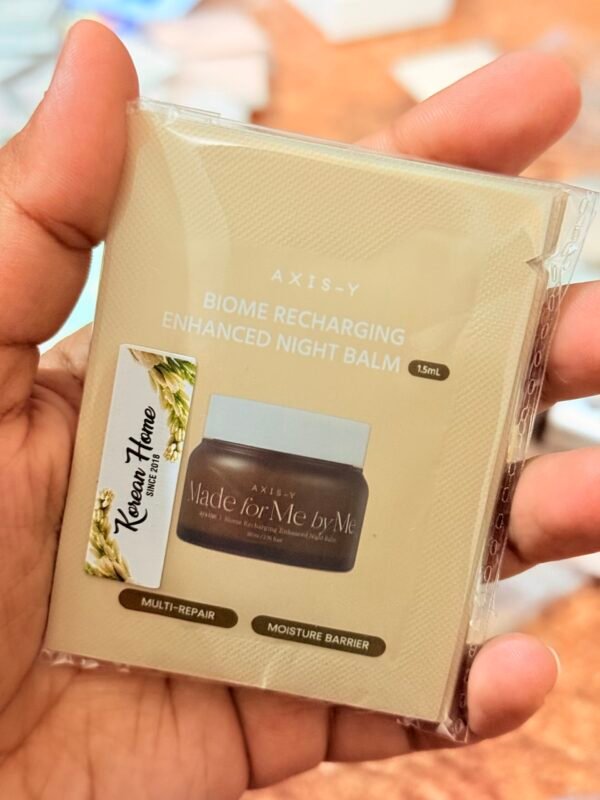 AXIS-Y
BIOME RECHARGING
ENHANCED NIGHT BALM 1.5mL
Korean Home
SINCE 2018
AXIS-Y
Made for Me by Me
Biome Recharging Enhanced Night Balm
MULTI-REPAIR
MOISTURE BARRIER